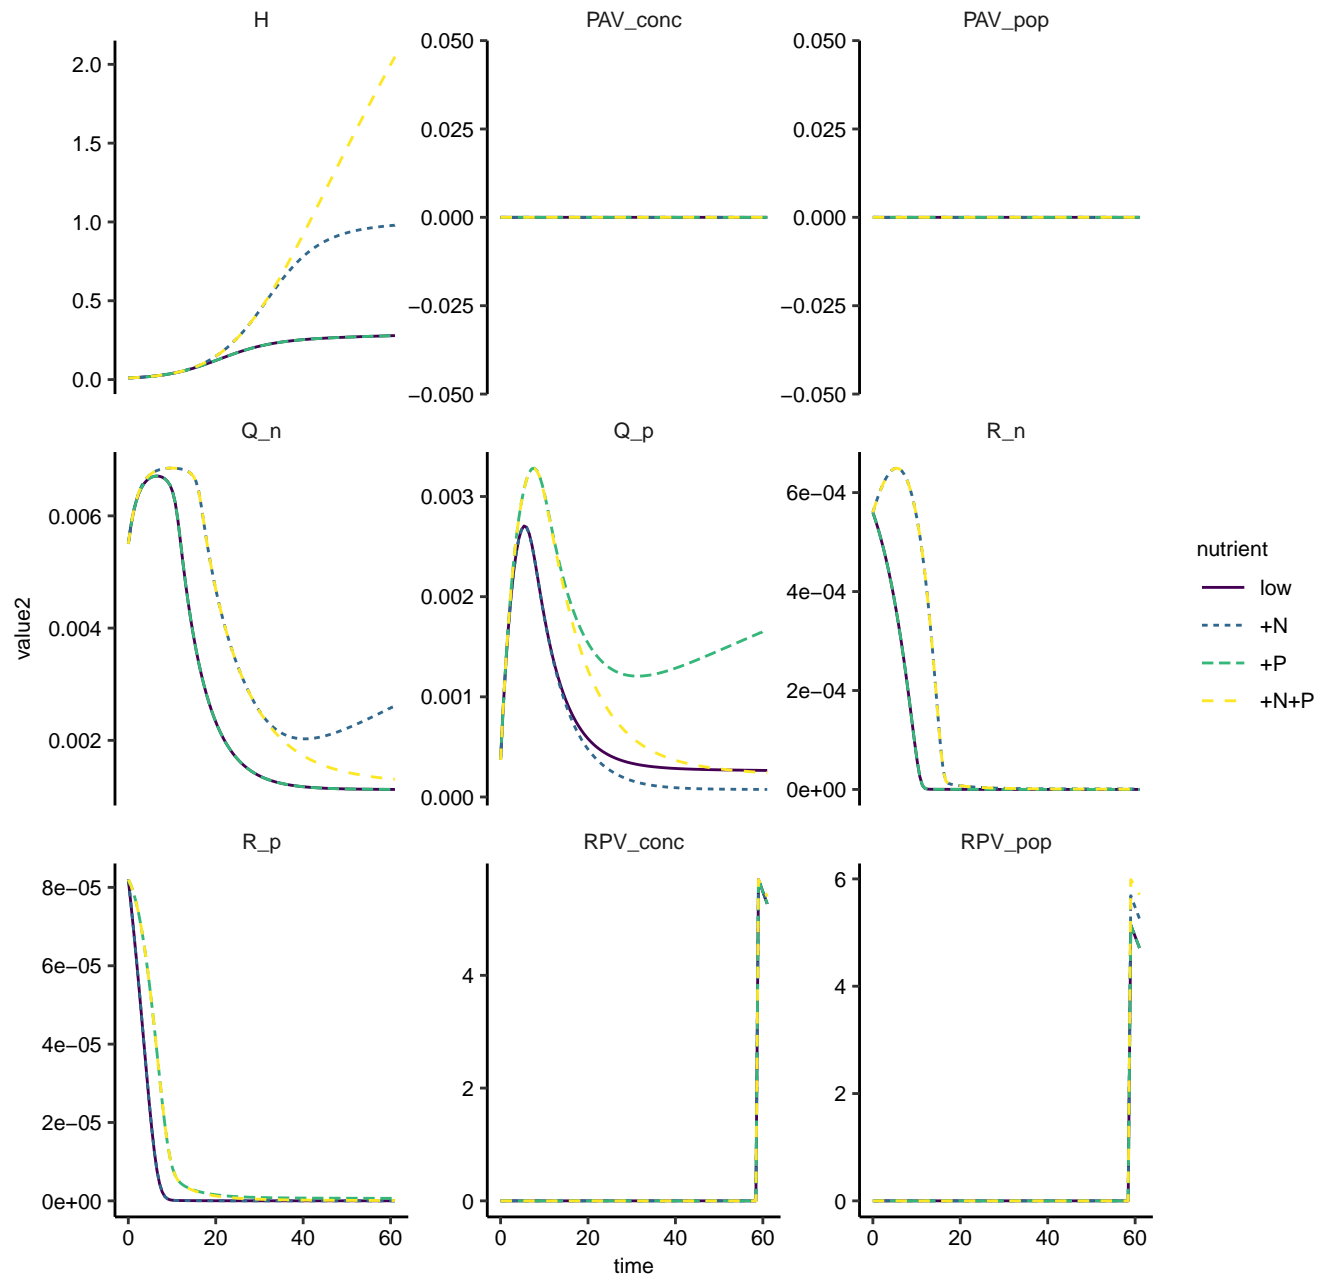 H
PAV_conc
PAV_pop
2.0
1.5
1.0
0.5
0.0
0.050
0.025
0.000
−0.025
−0.050
0.050
0.025
0.000
−0.025
−0.050
Q_n
Q_p
R_n
0.006
0.004
0.002
0.003
0.002
0.001
0.000
6e−04
4e−04
2e−04
0e+00
value2
nutrient
low
+N
+P
+N+P
R_p
RPV_conc
RPV_pop
8e−05
6e−05
4e−05
2e−05
0e+00
4
2
0
6
4
2
0
0 20 40 60
0 20 40 60
0 20 40 60
time